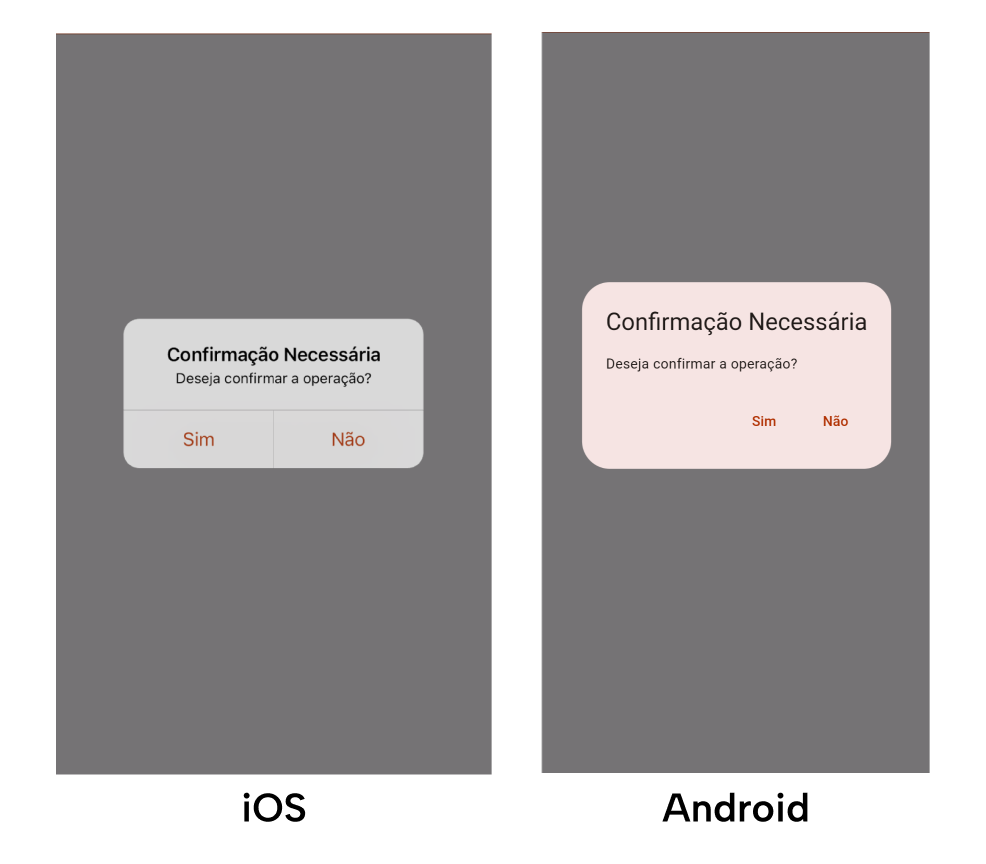 Confirmação Necessária
Deseja confirmar a operação?
Sim
Não
iOS
Confirmação Necessária
Deseja confirmar a operação?
Sim
Não
Android